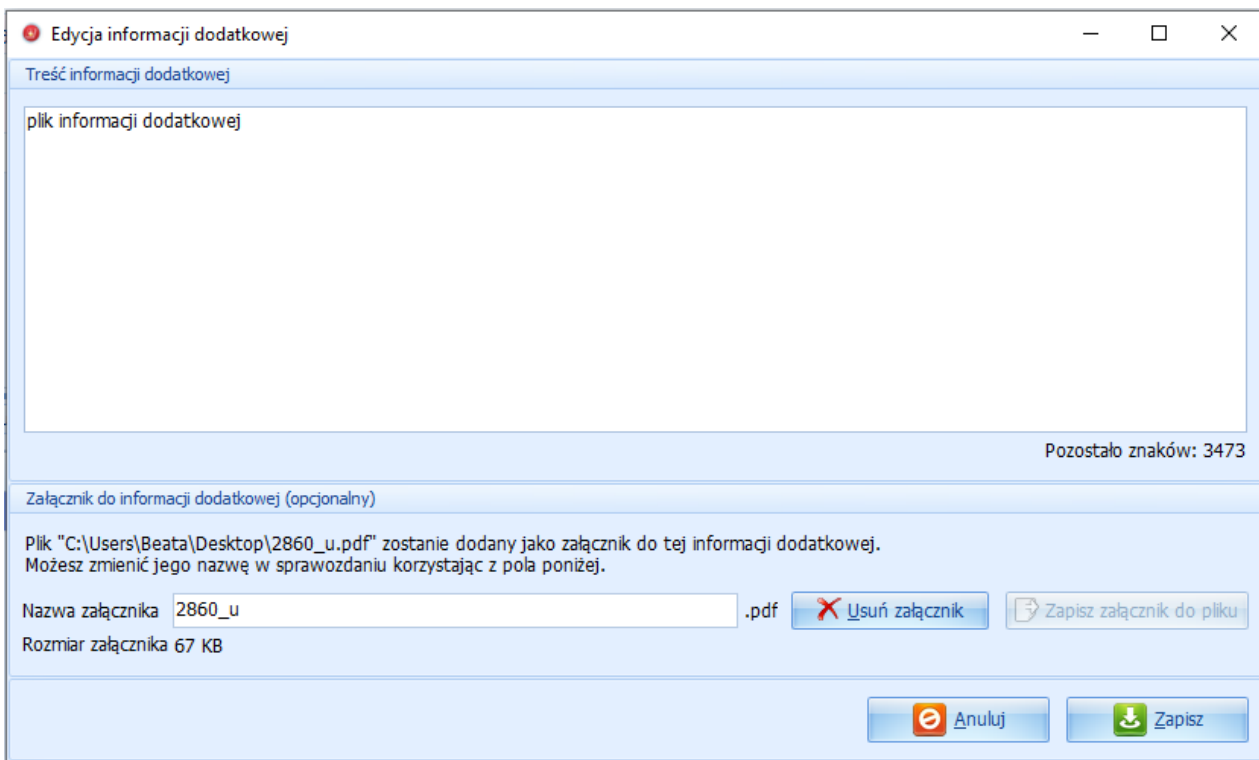 Edycja informacji dodatkowej
Treść informacji dodatkowej
plik informacji dodatkowej
Pozostało znaków: 3473
Załącznik do informacji dodatkowej (opcjonalny)
Plik "C:\Users\Beata\Desktop\2860_u.pdf" zostanie dodany jako załącznik do tej informacji dodatkowej.
Możesz zmienić jego nazwę w sprawozdaniu korzystając z pola poniżej.
Nazwa załącznika 2860_u .pdf Usuń załącznik Zapisz załącznik do pliku
Rozmiar załącznika 67 KB
Anuluj Zapisz